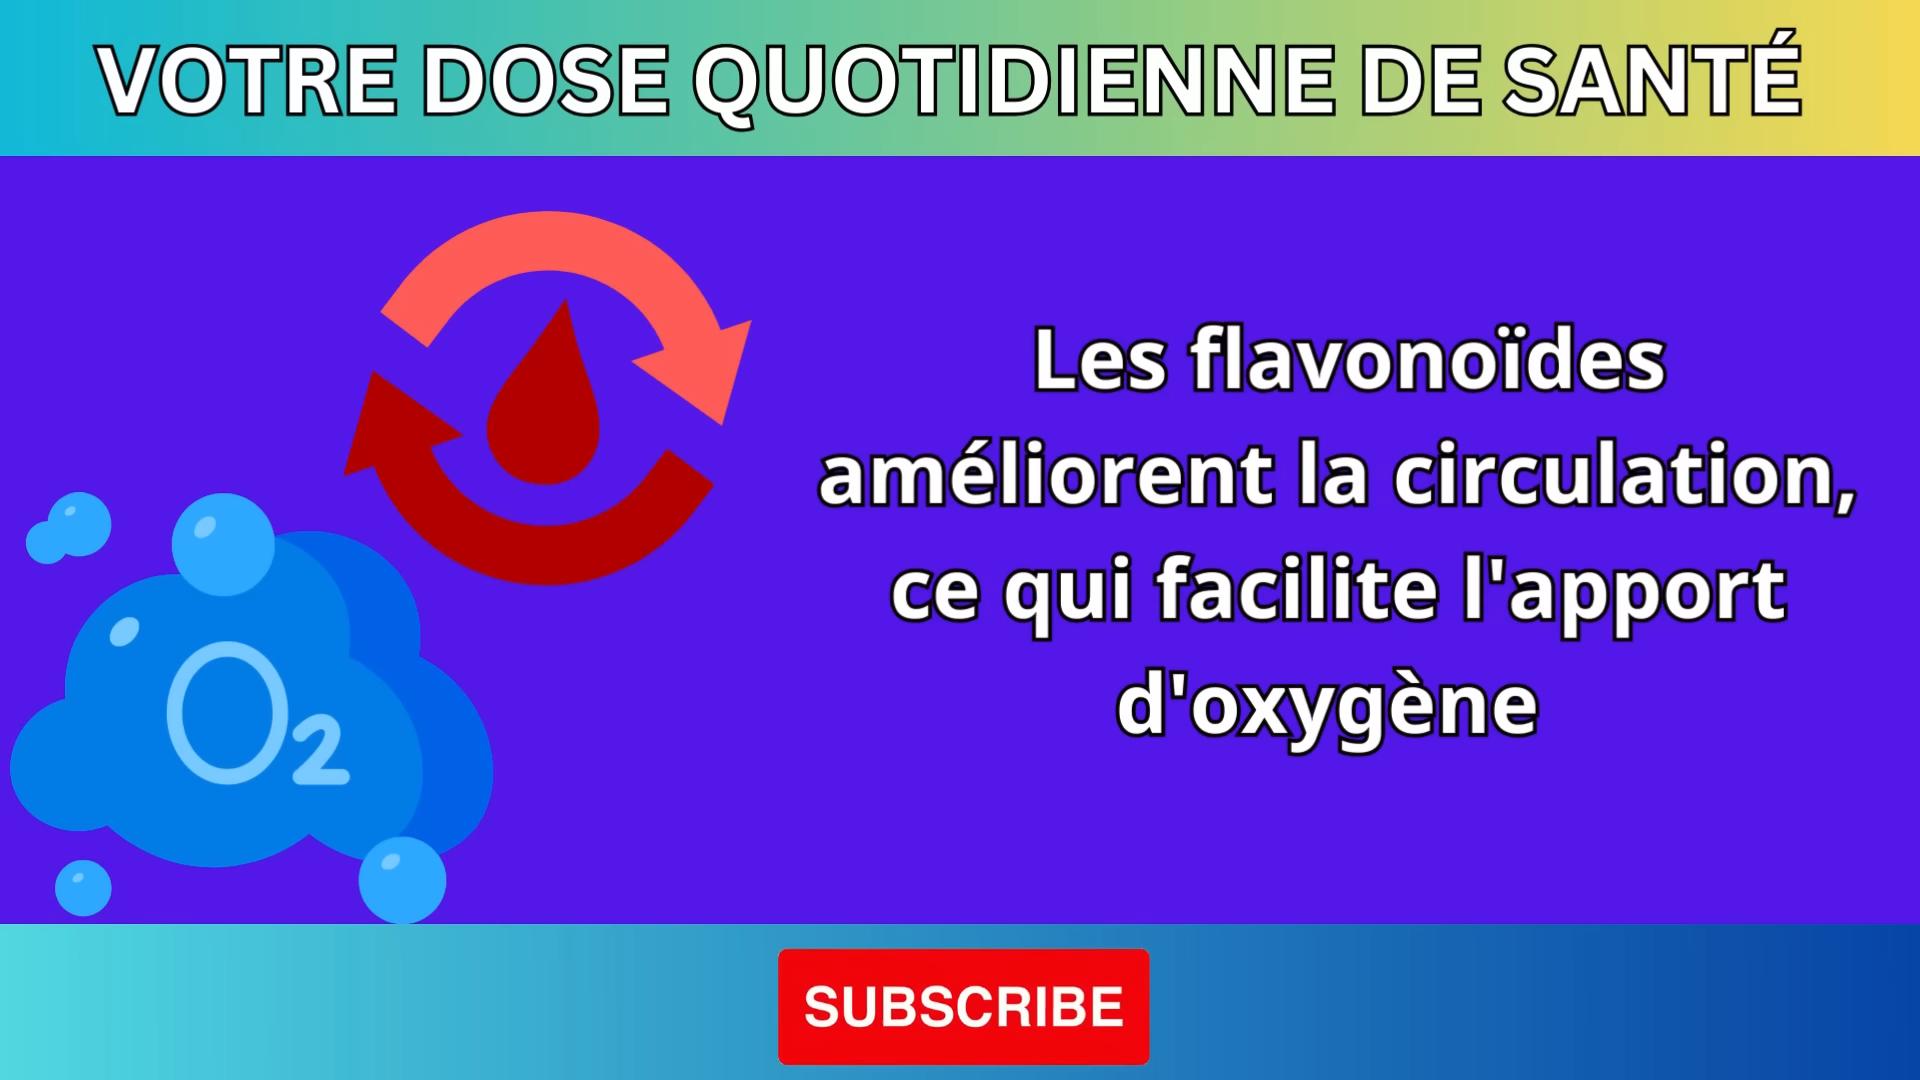 VOTRE DOSE QUOTIDIENNE DE SANTÉ
Les flavonoïdes
améliorent la circulation,
ce qui facilite l'apport
d'oxygène
O2
SUBSCRIBE